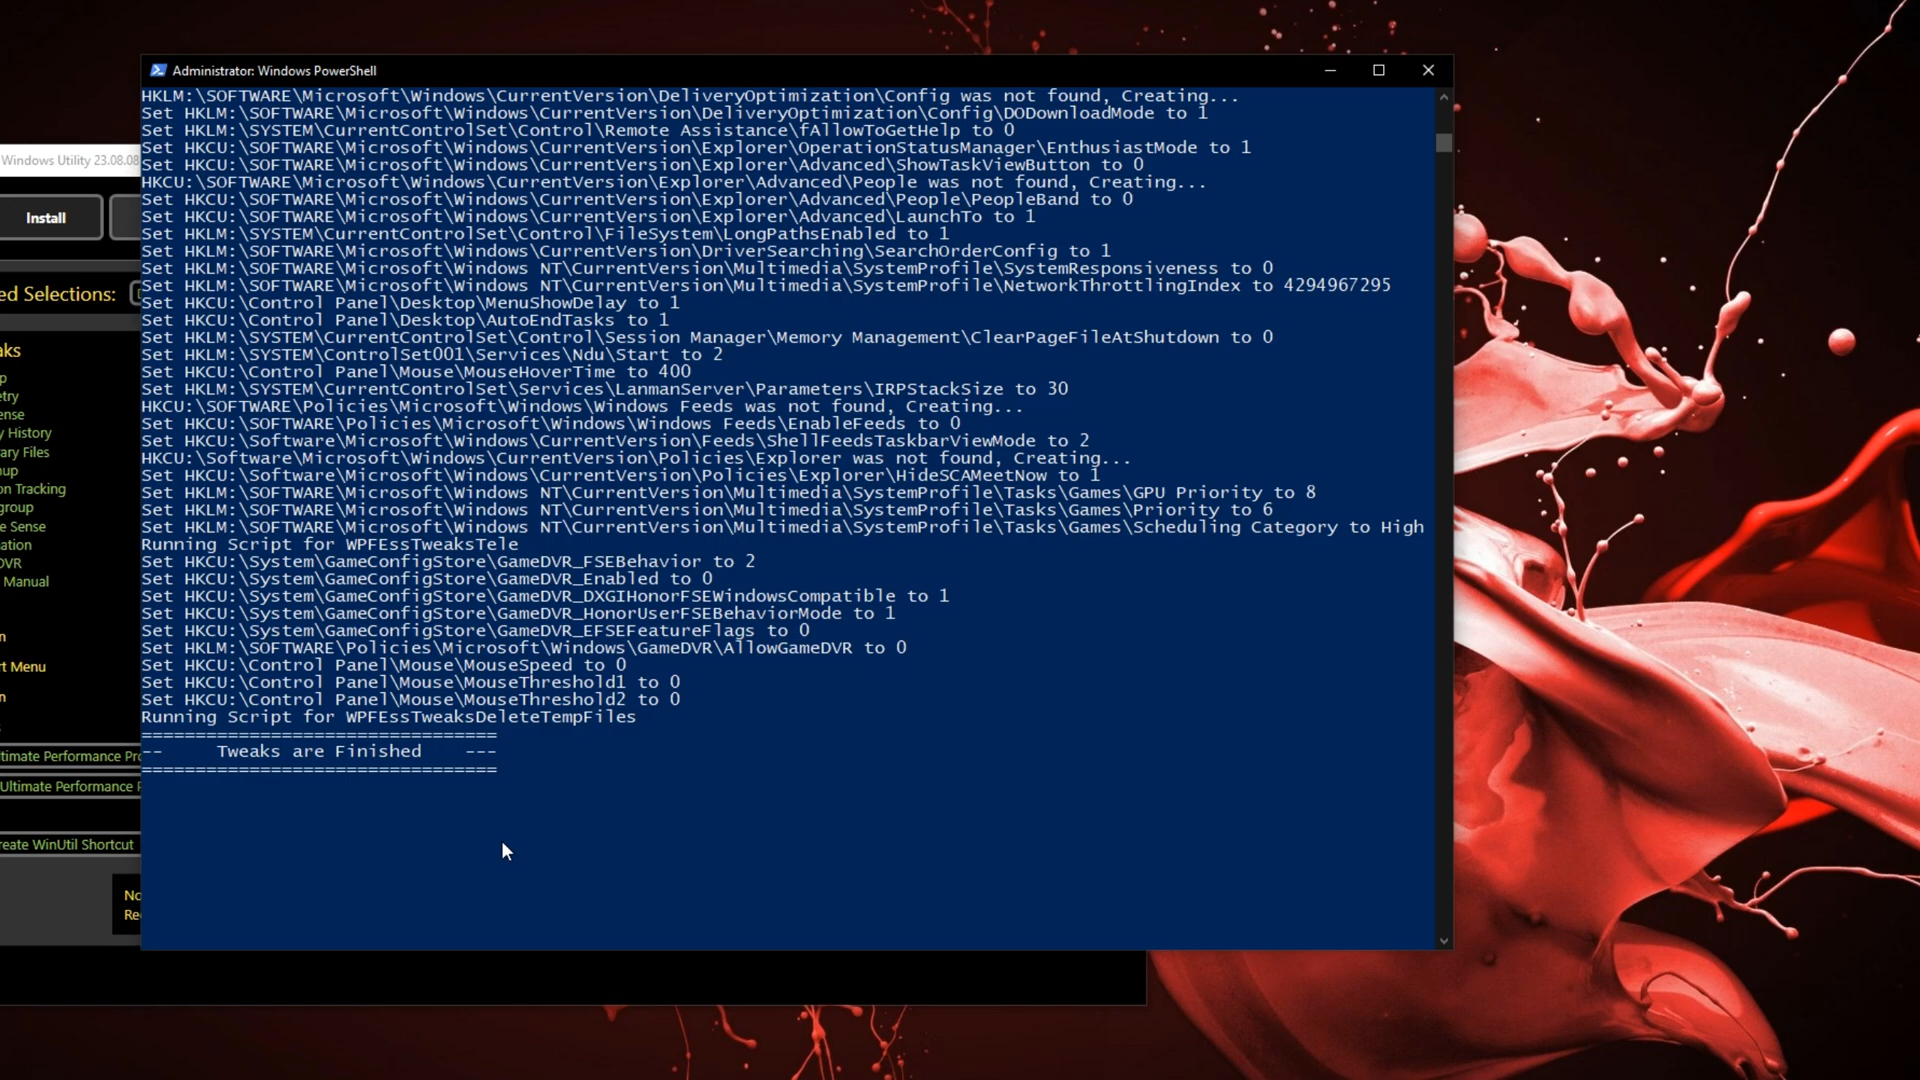 Administrator: Windows PowerShell
HKLM:\SOFTWARE\Microsoft\Windows\CurrentVersion\DeliveryOptimization\Config was not found, Creating...
Set HKLM:\SOFTWARE\Microsoft\Windows\CurrentVersion\DeliveryOptimization\Config\DODownloadMode to 1
Set HKLM:\SYSTEM\CurrentControlSet\Control\Remote Assistance\fAllowToGetHelp to 0
Set HKCU:\SOFTWARE\Microsoft\Windows\CurrentVersion\Explorer\OperationStatusManager\EnthusiastMode to 1
Set HKCU:\SOFTWARE\Microsoft\Windows\CurrentVersion\Explorer\Advanced\ShowTaskViewButton to 0
HKCU:\SOFTWARE\Microsoft\Windows\CurrentVersion\Explorer\Advanced\People was not found, Creating...
Set HKCU:\SOFTWARE\Microsoft\Windows\CurrentVersion\Explorer\Advanced\People\PeopleBand to 0
Set HKCU:\SOFTWARE\Microsoft\Windows\CurrentVersion\Explorer\Advanced\LaunchTo to 1
Set HKLM:\SYSTEM\CurrentControlSet\Control\FileSystem\LongPathsEnabled to 1
Set HKLM:\SOFTWARE\Microsoft\Windows\CurrentVersion\DriverSearching\SearchOrderConfig to 1
Set HKLM:\SOFTWARE\Microsoft\Windows NT\CurrentVersion\Multimedia\SystemProfile\SystemResponsiveness to 0
Set HKLM:\SOFTWARE\Microsoft\Windows NT\CurrentVersion\Multimedia\SystemProfile\NetworkThrottlingIndex to 4294967295
Set HKCU:\Control Panel\Desktop\MenuShowDelay to 1
Set HKCU:\Control Panel\Desktop\AutoEndTasks to 1
Set HKLM:\SYSTEM\CurrentControlSet\Control\Session Manager\Memory Management\ClearPageFileAtShutdown to 0
Set HKLM:\SYSTEM\ControlSet001\Services\Ndu\Start to 2
Set HKCU:\Control Panel\Mouse\MouseHoverTime to 400
Set HKLM:\SYSTEM\CurrentControlSet\Services\LanmanServer\Parameters\IRPStackSize to 30
HKCU:\SOFTWARE\Policies\Microsoft\Windows\Windows Feeds was not found, Creating...
Set HKCU:\SOFTWARE\Policies\Microsoft\Windows\Windows Feeds\EnableFeeds to 0
Set HKCU:\Software\Microsoft\Windows\CurrentVersion\Feeds\ShellFeedsTaskbarViewMode to 2
HKCU:\Software\Microsoft\Windows\CurrentVersion\Policies\Explorer was not found, Creating...
Set HKCU:\Software\Microsoft\Windows\CurrentVersion\Policies\Explorer\HideSCAMeetNow to 1
Set HKLM:\SOFTWARE\Microsoft\Windows NT\CurrentVersion\Multimedia\SystemProfile\Tasks\Games\GPU Priority to 8
Set HKLM:\SOFTWARE\Microsoft\Windows NT\CurrentVersion\Multimedia\SystemProfile\Tasks\Games\Priority to 6
Set HKLM:\SOFTWARE\Microsoft\Windows NT\CurrentVersion\Multimedia\SystemProfile\Tasks\Games\Scheduling Category to High
Running Script for WPFEssTweaksTele
Set HKCU:\System\GameConfigStore\GameDVR_FSEBehavior to 2
Set HKCU:\System\GameConfigStore\GameDVR_Enabled to 0
Set HKCU:\System\GameConfigStore\GameDVR_DXGIHonorFSEWindowsCompatible to 1
Set HKCU:\System\GameConfigStore\GameDVR_HonorUserFSEBehaviorMode to 1
Set HKCU:\System\GameConfigStore\GameDVR_EFSEFeatureFlags to 0
Set HKLM:\SOFTWARE\Policies\Microsoft\Windows\GameDVR\AllowGameDVR to 0
Set HKCU:\Control Panel\Mouse\MouseSpeed to 0
Set HKCU:\Control Panel\Mouse\MouseThreshold1 to 0
Set HKCU:\Control Panel\Mouse\MouseThreshold2 to 0
Running Script for WPFEssTweaksDeleteTempFiles
=================================
-- Tweaks are Finished ---
=================================
Windows Utility 23.08.08
Install
ed Selections:
aks
p
etry
ense
y History
ary Files
nup
on Tracking
group
e Sense
ation
DVR
Manual
n
rt Menu
n
timate Performance Pro
Ultimate Performance P
reate WinUtil Shortcut
No
Re